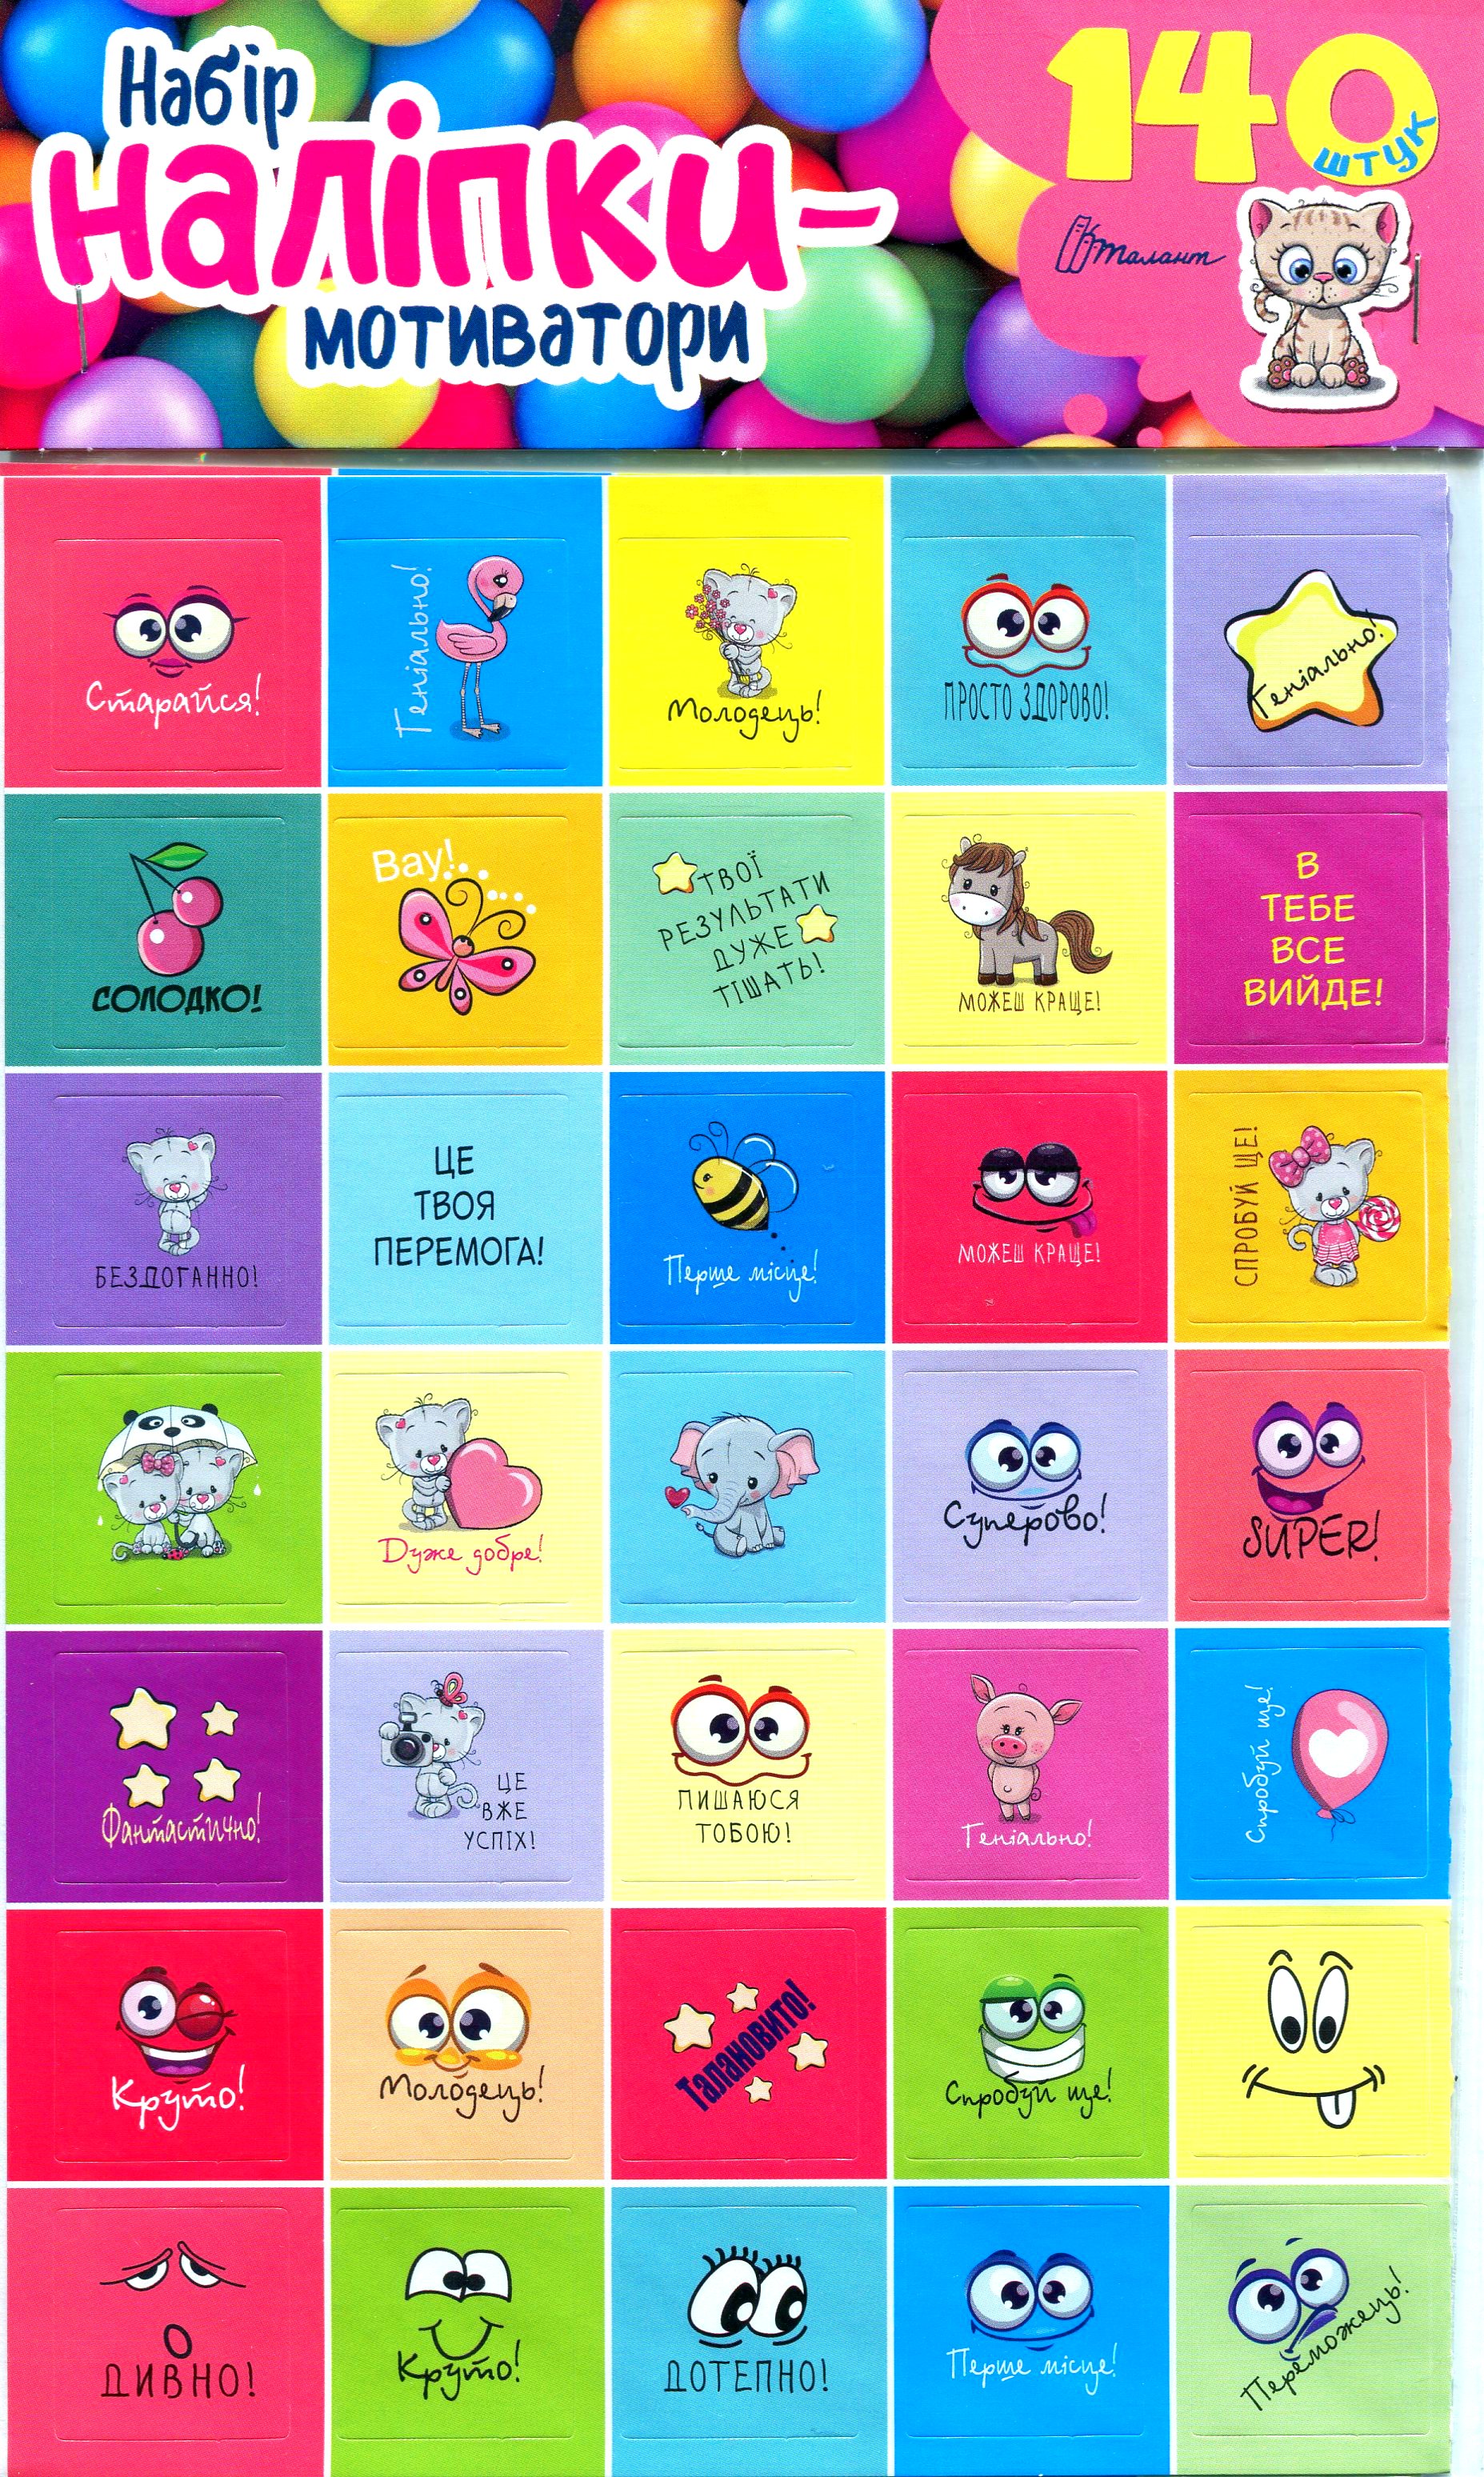 Набір
наліпки-
мотиватори
140
штук
Талант
Старайся!
Геніально!
Молодець!
ПРОСТО ЗДОРОВО!
Геніально!
СОЛОДКО!
Вау!
ТВОЇ
РЕЗУЛЬТАТИ
ДУЖЕ
ТІШАТЬ!
МОЖЕШ КРАЩЕ!
В
ТЕБЕ
ВСЕ
ВИЙДЕ!
БЕЗДОГАННО!
ЦЕ
ТВОЯ
ПЕРЕМОГА!
Перше місце!
МОЖЕШ КРАЩЕ!
СПРОБУЙ ЩЕ!
Дуже добре!
Суперово!
SUPER!
Фантастично!
ЦЕ
ВЖЕ
УСПІХ!
ПИШАЮСЯ
ТОБОЮ!
Геніально!
Спробуй ще!
Круто!
Молодець!
Талановито!
Спробуй ще!
ДИВНО!
Круто!
ДОТЕПНО!
Перше місце!
Переможець!